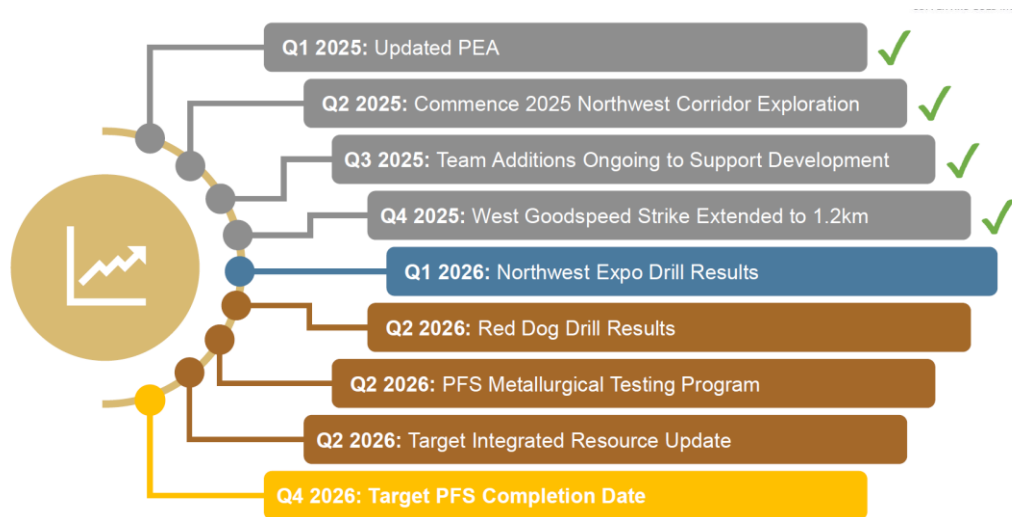 Q1 2025: Updated PEA
Q2 2025: Commence 2025 Northwest Corridor Exploration
Q3 2025: Team Additions Ongoing to Support Development
Q4 2025: West Goodspeed Strike Extended to 1.2km
Q1 2026: Northwest Expo Drill Results
Q2 2026: Red Dog Drill Results
Q2 2026: PFS Metallurgical Testing Program
Q2 2026: Target Integrated Resource Update
Q4 2026: Target PFS Completion Date